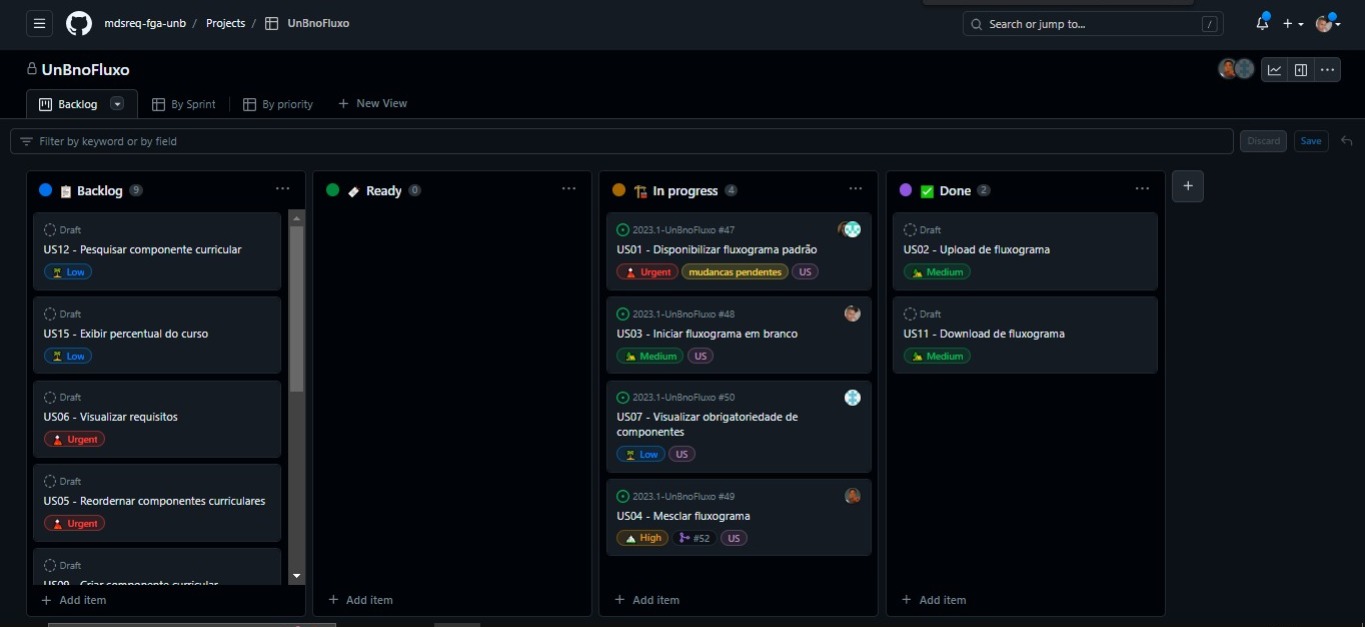 mdsreq-fga-unb / Projects / UnBnoFluxo
Search or jump to... /
UnBnoFluxo
Backlog By Sprint By priority + New View
Filter by keyword or by field
Discard Save
Backlog 9
Draft
US12 - Pesquisar componente curricular
Low
Draft
US15 - Exibir percentual do curso
Low
Draft
US06 - Visualizar requisitos
Urgent
Draft
US05 - Reordernar componentes curriculares
Urgent
Draft
US09 - Criar componente curricular
+ Add item
Ready 0
+ Add item
In progress 4
2023.1-UnBnoFluxo #47
US01 - Disponibilizar fluxograma padrão
Urgent mudancas pendentes US
2023.1-UnBnoFluxo #48
US03 - Iniciar fluxograma em branco
Medium US
2023.1-UnBnoFluxo #50
US07 - Visualizar obrigatoriedade de
componentes
Low US
2023.1-UnBnoFluxo #49
US04 - Mesclar fluxograma
High #52 US
+ Add item
Done 2
Draft
US02 - Upload de fluxograma
Medium
Draft
US11 - Download de fluxograma
Medium
+ Add item